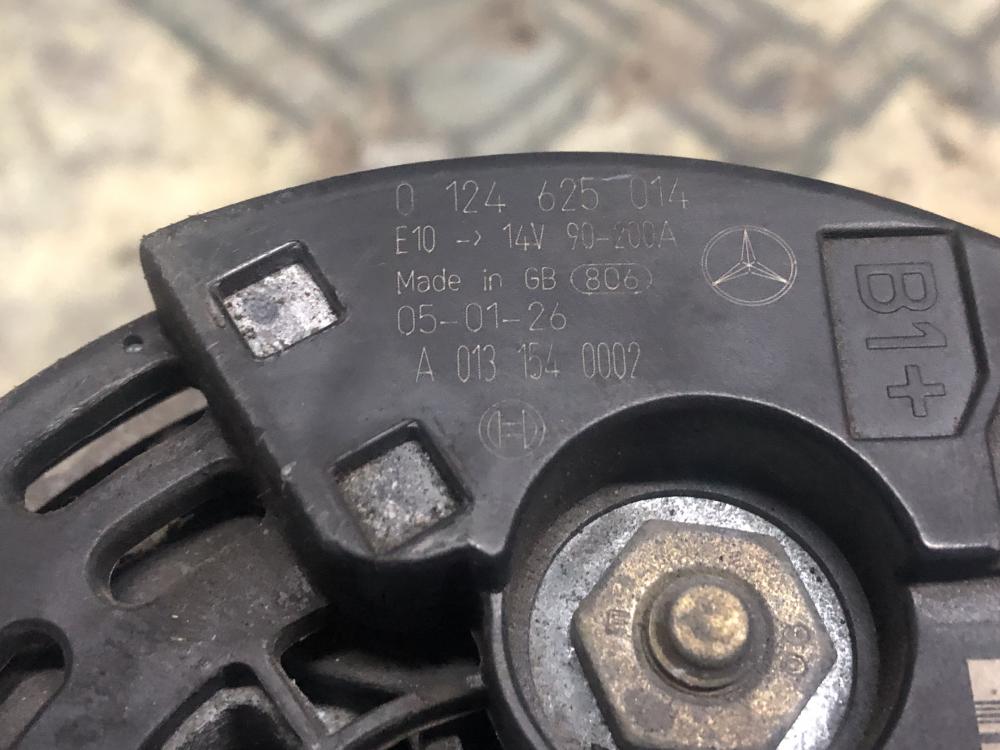 0 124 625 014
E10 -> 14V 90-200A
Made in GB 806
05-01-26
A 013 154 0002
B1+